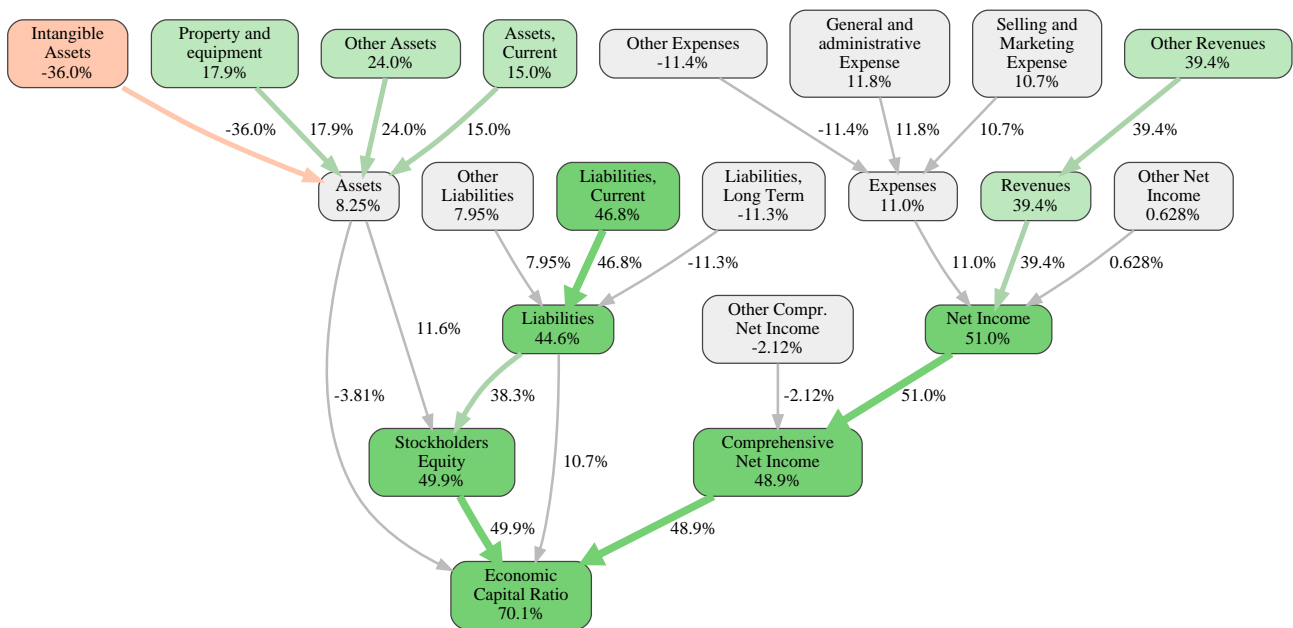 Intangible
Assets
-36.0%
Property and
equipment
17.9%
Other Assets
24.0%
Assets,
Current
15.0%
Other Expenses
-11.4%
General and
administrative
Expense
11.8%
Selling and
Marketing
Expense
10.7%
Other Revenues
39.4%
-36.0%
17.9%
24.0%
15.0%
-11.4%
11.8%
10.7%
39.4%
Assets
8.25%
Other
Liabilities
7.95%
Liabilities,
Current
46.8%
Liabilities,
Long Term
-11.3%
Expenses
11.0%
Revenues
39.4%
Other Net
Income
0.628%
7.95%
46.8%
-11.3%
11.0%
39.4%
0.628%
11.6%
Liabilities
44.6%
Other Compr.
Net Income
-2.12%
Net Income
51.0%
-3.81%
38.3%
-2.12%
51.0%
Stockholders
Equity
49.9%
10.7%
Comprehensive
Net Income
48.9%
49.9%
48.9%
Economic
Capital Ratio
70.1%